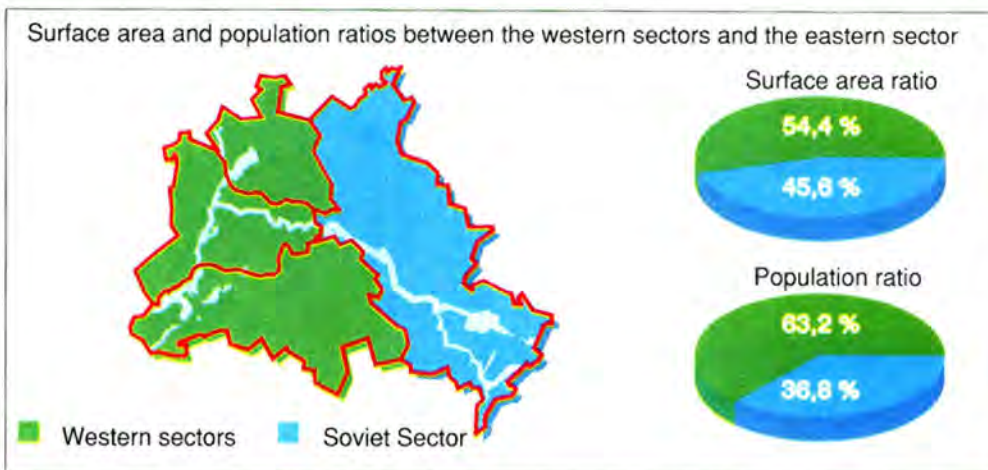 Surface area and population ratios between the western sectors and the eastern sector
Surface area ratio
54,4 %
45,6 %
Population ratio
63,2 %
36,8 %
Western sectors
Soviet Sector